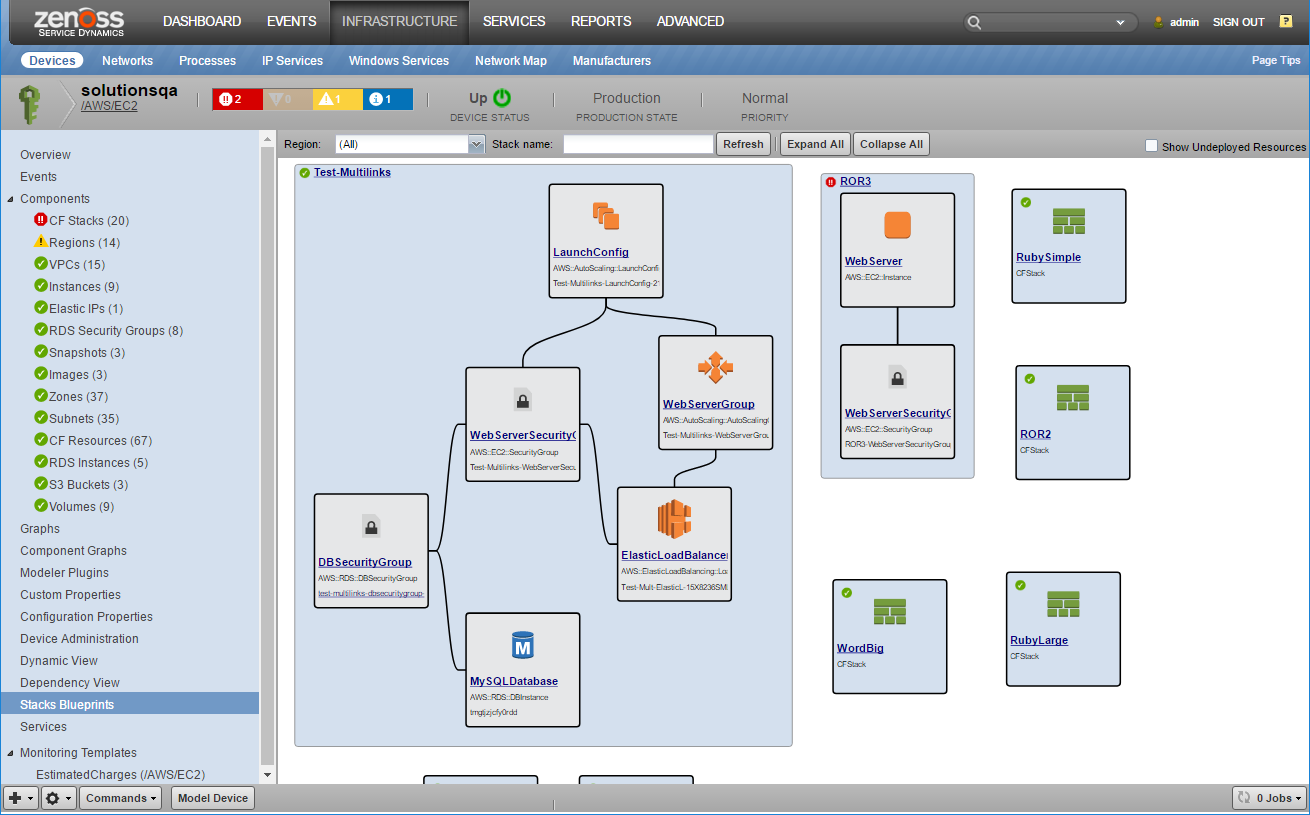 zenoss
SERVICE DYNAMICS
DASHBOARD EVENTS INFRASTRUCTURE SERVICES REPORTS ADVANCED
admin SIGN OUT ?
Devices Networks Processes IP Services Windows Services Network Map Manufacturers Page Tips
solutionsqa
/AWS/EC2
2 0 1 1
Up
DEVICE STATUS
Production
PRODUCTION STATE
Normal
PRIORITY
Overview
Events
Components
CF Stacks (20)
Regions (14)
VPCs (15)
Instances (9)
Elastic IPs (1)
RDS Security Groups (8)
Snapshots (3)
Images (3)
Zones (37)
Subnets (35)
CF Resources (67)
RDS Instances (5)
S3 Buckets (3)
Volumes (9)
Graphs
Component Graphs
Modeler Plugins
Custom Properties
Configuration Properties
Device Administration
Dynamic View
Dependency View
Stacks Blueprints
Services
Monitoring Templates
EstimatedCharges (/AWS/EC2)
Region: (All) Stack name: Refresh Expand All Collapse All Show Undeployed Resources
Test-Multilinks
LaunchConfig
AWS::AutoScaling::LaunchConfi
Test-Multilinks-LaunchConfig-2
WebServerGroup
AWS::AutoScaling::AutoScaling
Test-Multilinks-WebServerGrou
WebServerSecurityG
AWS::EC2::SecurityGroup
Test-Multilinks-WebServerSecu
DBSecurityGroup
AWS::RDS::DBSecurityGroup
test-multilinks-dbsecuritygroup-
ElasticLoadBalancer
AWS::ElasticLoadBalancing::Loa
Test-Mult-ElasticL-15X8236SM
M
MySQLDatabase
AWS::RDS::DBInstance
tmgtjzjcfy0rdd
ROR3
WebServer
AWS::EC2::Instance
WebServerSecurityG
AWS::EC2::SecurityGroup
ROR3-WebServerSecurityGrou
RubySimple
CFStack
ROR2
CFStack
WordBig
CFStack
RubyLarge
CFStack
Commands Model Device 0 Jobs